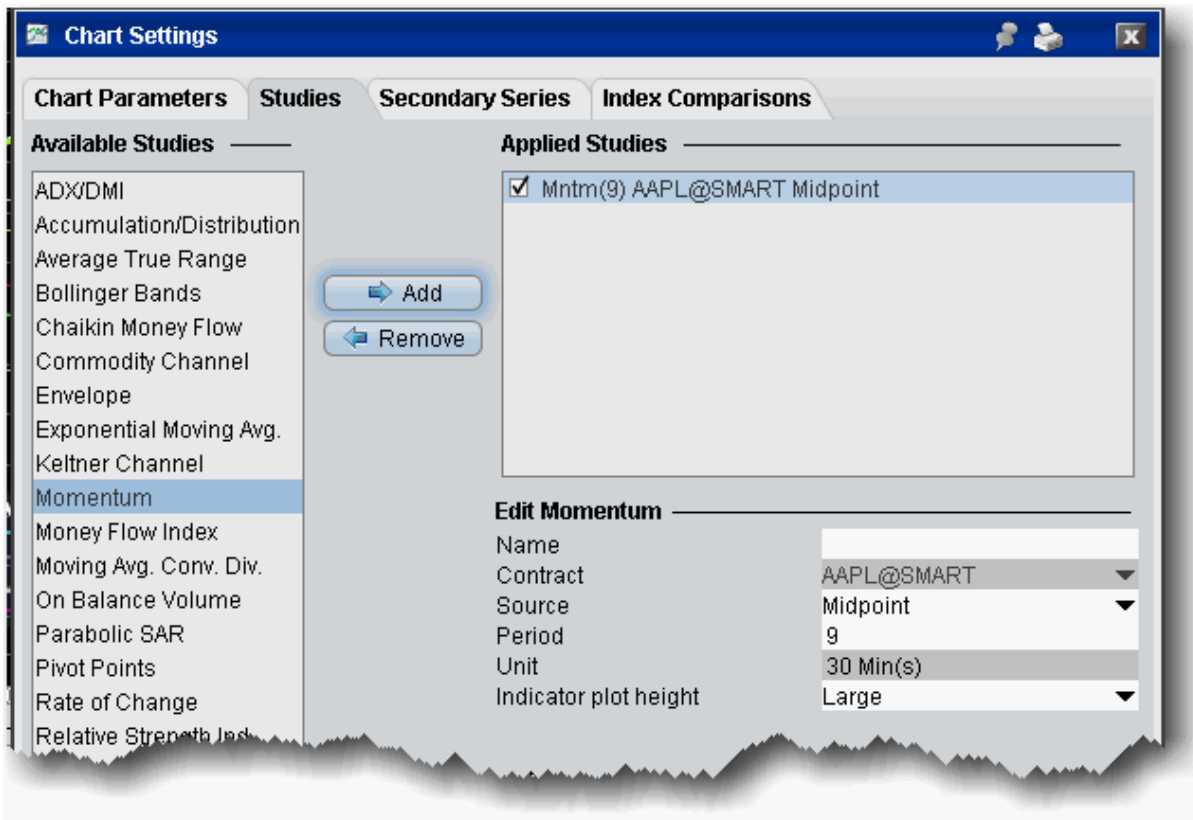 Chart Settings
Chart Parameters Studies Secondary Series Index Comparisons
Available Studies
ADX/DMI
Accumulation/Distribution
Average True Range
Bollinger Bands
Chaikin Money Flow
Commodity Channel
Envelope
Exponential Moving Avg.
Keltner Channel
Momentum
Money Flow Index
Moving Avg. Conv. Div.
On Balance Volume
Parabolic SAR
Pivot Points
Rate of Change
Relative Strength Ind
Add
Remove
Applied Studies
Mntm(9) AAPL@SMART Midpoint
Edit Momentum
Name
Contract AAPL@SMART
Source Midpoint
Period 9
Unit 30 Min(s)
Indicator plot height Large